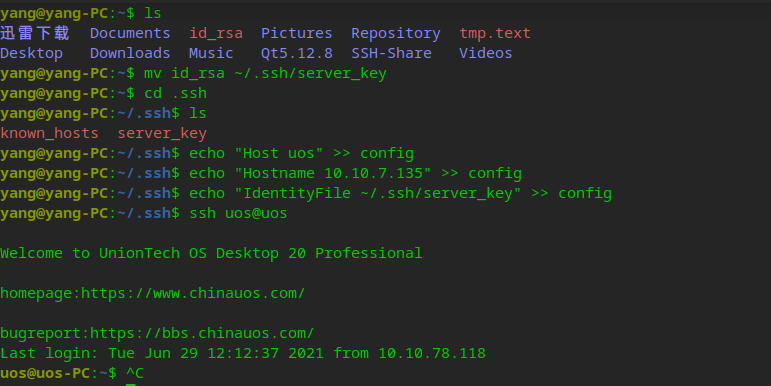 yang@yang-PC:~$ ls
迅雷下载 Documents id_rsa Pictures Repository tmp.text
Desktop Downloads Music Qt5.12.8 SSH-Share Videos
yang@yang-PC:~$ mv id_rsa ~/.ssh/server_key
yang@yang-PC:~$ cd .ssh
yang@yang-PC:~/.ssh$ ls
known_hosts server_key
yang@yang-PC:~/.ssh$ echo "Host uos" >> config
yang@yang-PC:~/.ssh$ echo "Hostname 10.10.7.135" >> config
yang@yang-PC:~/.ssh$ echo "IdentityFile ~/.ssh/server_key" >> config
yang@yang-PC:~/.ssh$ ssh uos@uos
Welcome to UnionTech OS Desktop 20 Professional
homepage:https://www.chinauos.com/
bugreport:https://bbs.chinauos.com/
Last login: Tue Jun 29 12:12:37 2021 from 10.10.78.118
uos@uos-PC:~$ ^C